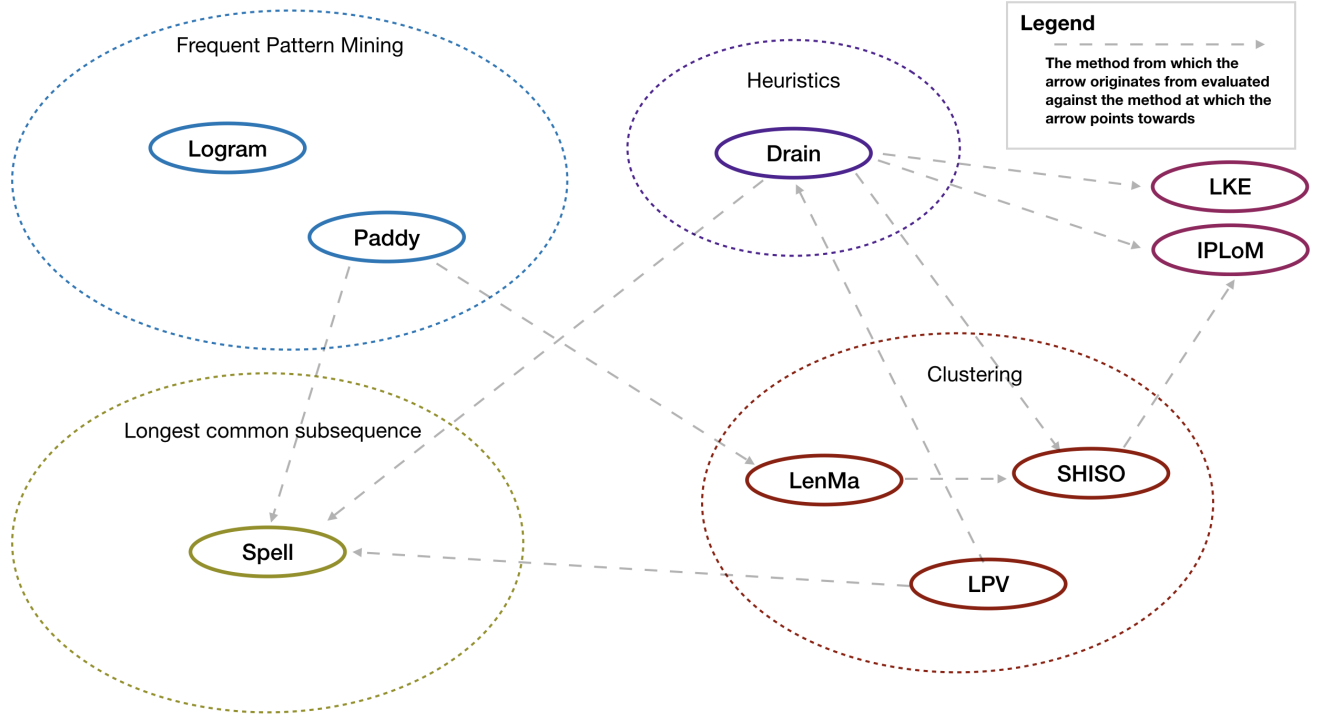 Frequent Pattern Mining
Logram
Paddy
Heuristics
Drain
Legend
The method from which the
arrow originates from evaluated
against the method at which the
arrow points towards
LKE
IPLoM
Longest common subsequence
Spell
Clustering
LenMa
SHISO
LPV